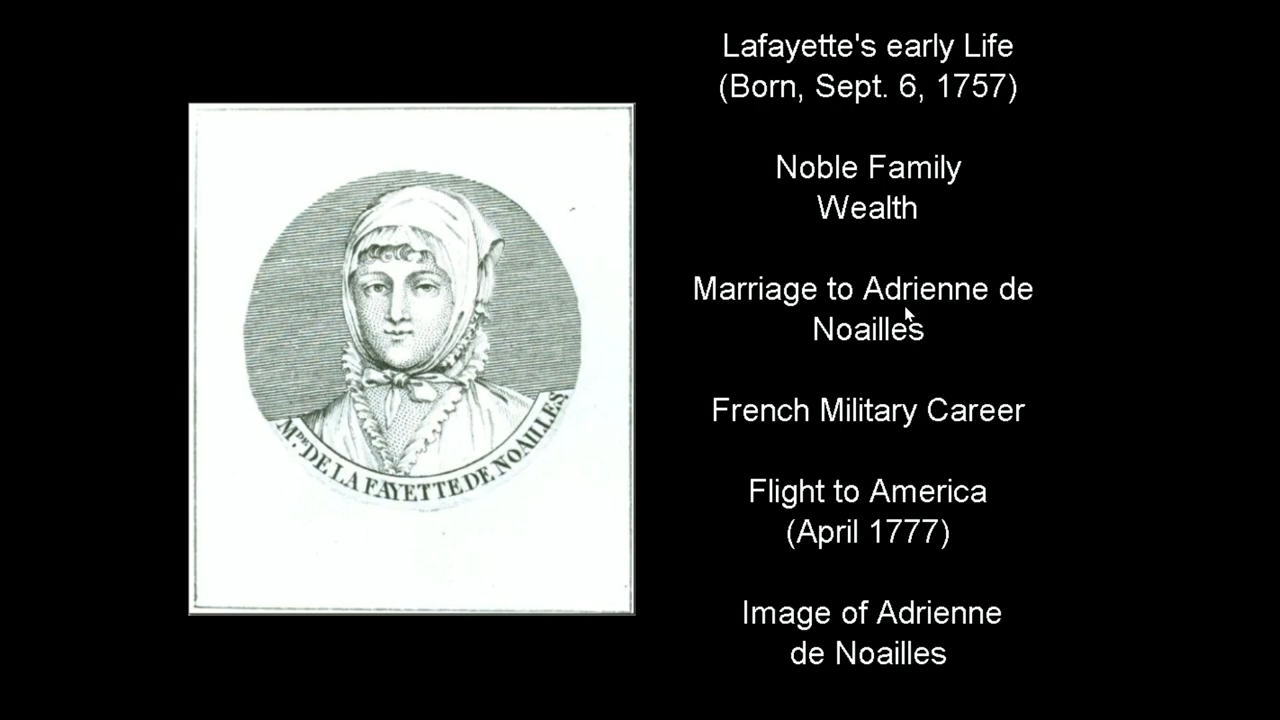 Lafayette's early Life
(Born, Sept. 6, 1757)
Noble Family
Wealth
Marriage to Adrienne de
Noailles
French Military Career
Flight to America
(April 1777)
Image of Adrienne
de Noailles
M.DE DE LA FAYETTE DE NOAILLES